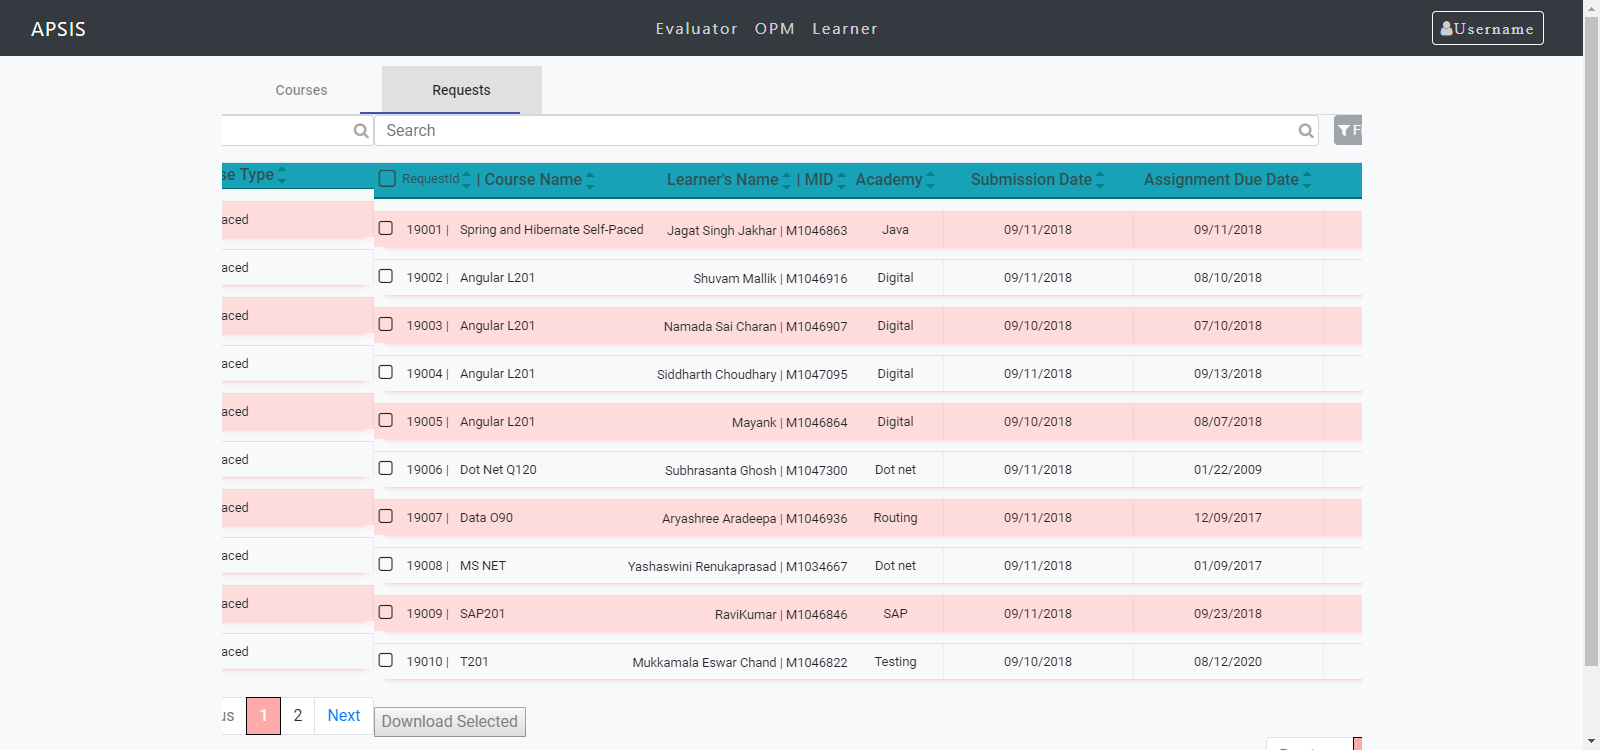 APSIS Evaluator OPM Learner Username
Courses Requests
Search
se Type RequestId | Course Name Learner's Name | MID Academy Submission Date Assignment Due Date
aced 19001 | Spring and Hibernate Self-Paced Jagat Singh Jakhar | M1046863 Java 09/11/2018 09/11/2018
aced 19002 | Angular L201 Shuvam Mallik | M1046916 Digital 09/11/2018 08/10/2018
aced 19003 | Angular L201 Namada Sai Charan | M1046907 Digital 09/10/2018 07/10/2018
aced 19004 | Angular L201 Siddharth Choudhary | M1047095 Digital 09/11/2018 09/13/2018
aced 19005 | Angular L201 Mayank | M1046864 Digital 09/10/2018 08/07/2018
aced 19006 | Dot Net Q120 Subhrasanta Ghosh | M1047300 Dot net 09/11/2018 01/22/2009
aced 19007 | Data O90 Aryashree Aradeepa | M1046936 Routing 09/11/2018 12/09/2017
aced 19008 | MS NET Yashaswini Renukaprasad | M1034667 Dot net 09/11/2018 01/09/2017
aced 19009 | SAP201 RaviKumar | M1046846 SAP 09/11/2018 09/23/2018
aced 19010 | T201 Mukkamala Eswar Chand | M1046822 Testing 09/10/2018 08/12/2020
us 1 2 Next Download Selected